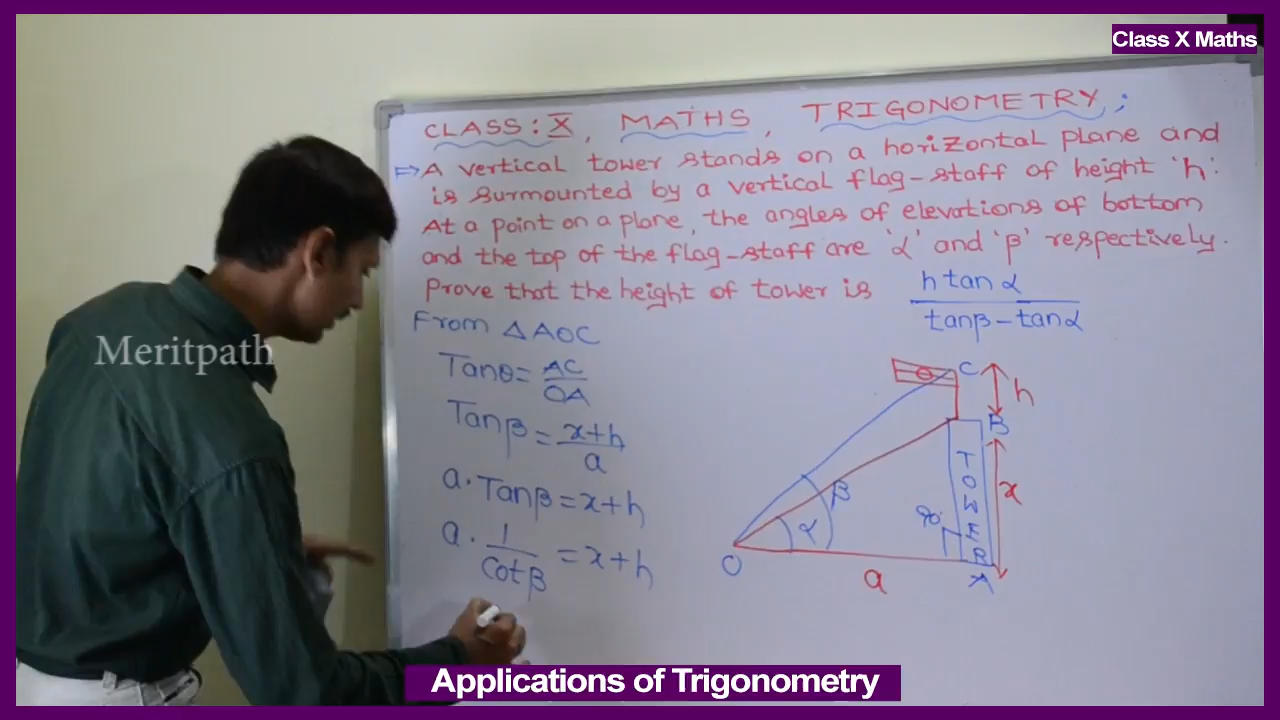 Class X Maths
CLASS: X, MATHS, TRIGONOMETRY;
⇒ A vertical tower stands on a horizontal plane and
is surmounted by a vertical flag-staff of height 'h'.
At a point on a plane, the angles of elevations of bottom
and the top of the flag-staff are 'α' and 'β' respectively.
Prove that the height of tower is h tan α / tanβ - tanα
From △AOC
Tanθ = AC / OA
Tanβ = x+h / a
a. Tanβ = x+h
a. 1 / Cotβ = x+h
C
h
B
TOWER
x
β
α
90°
O
a
A
Meritpath
Applications of Trigonometry